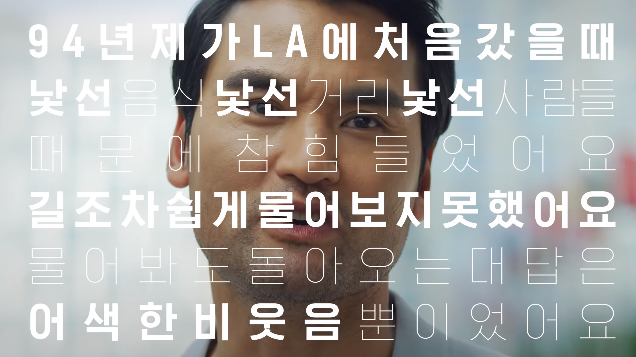 94년 제가 LA에 처음 갔을 때
낯선 음식 낯선 거리 낯선 사람들
때문에 참 힘들었어요
길조차 쉽게 물어보지 못했어요
물어봐도 돌아오는 대답은
어색한 비웃음 뿐이었어요